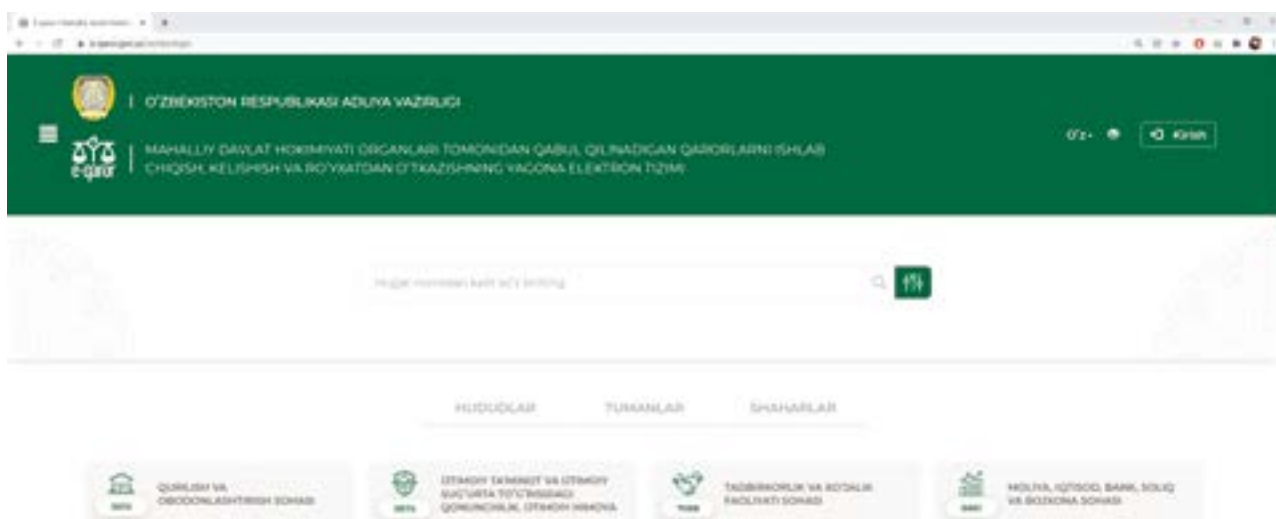 O'ZBEKISTON RESPUBLIKASI ADLIYA VAZIRLIGI
O'z
Kirish
MAHALLIY DAVLAT HOKIMIYATI ORGANLARI TOMONIDAN QABUL QILINADIGAN QARORLARNI ISHLAB
CHIQISH, KELISHISH VA RO'YXATDAN O'TKAZISHNING YAGONA ELEKTRON TIZIMI
e-qaror
HUDUDLAR TUMANLAR SHAHARLAR
QURILISH VA
OBODONLASHTIRISH SOHASI
IJTIMOIY TA'MINOT VA IJTIMOIY
SUG'URTA TO'G'RISIDAGI
QONUNCHILIK, IJTIMOIY HIMOYA
TADBIRKORLIK VA XO'JALIK
FAOLIYATI SOHASI
MOLIYA, IQTISOD, BANK, SOLIQ
VA BOJXONA SOHASI